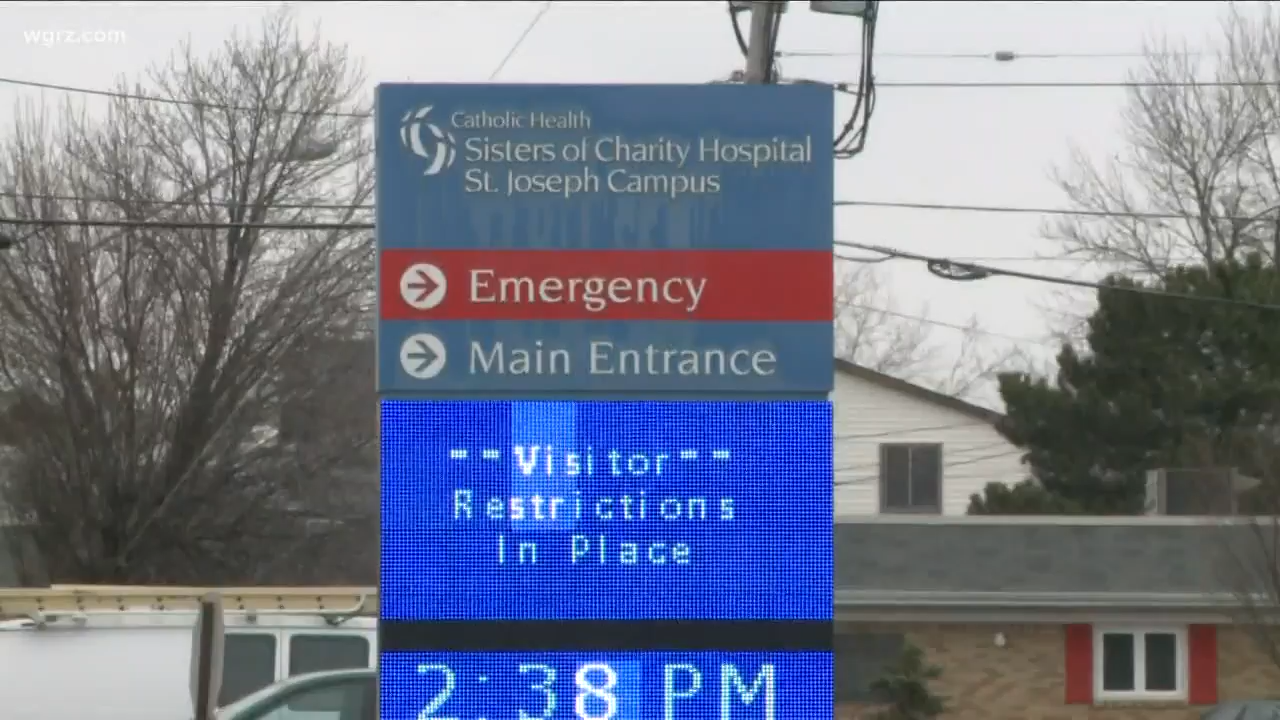 wgrz.com
Catholic Health
Sisters of Charity Hospital
St. Joseph Campus
Emergency
Main Entrance
--Visitor--
Restrictions
In Place
2:38 PM